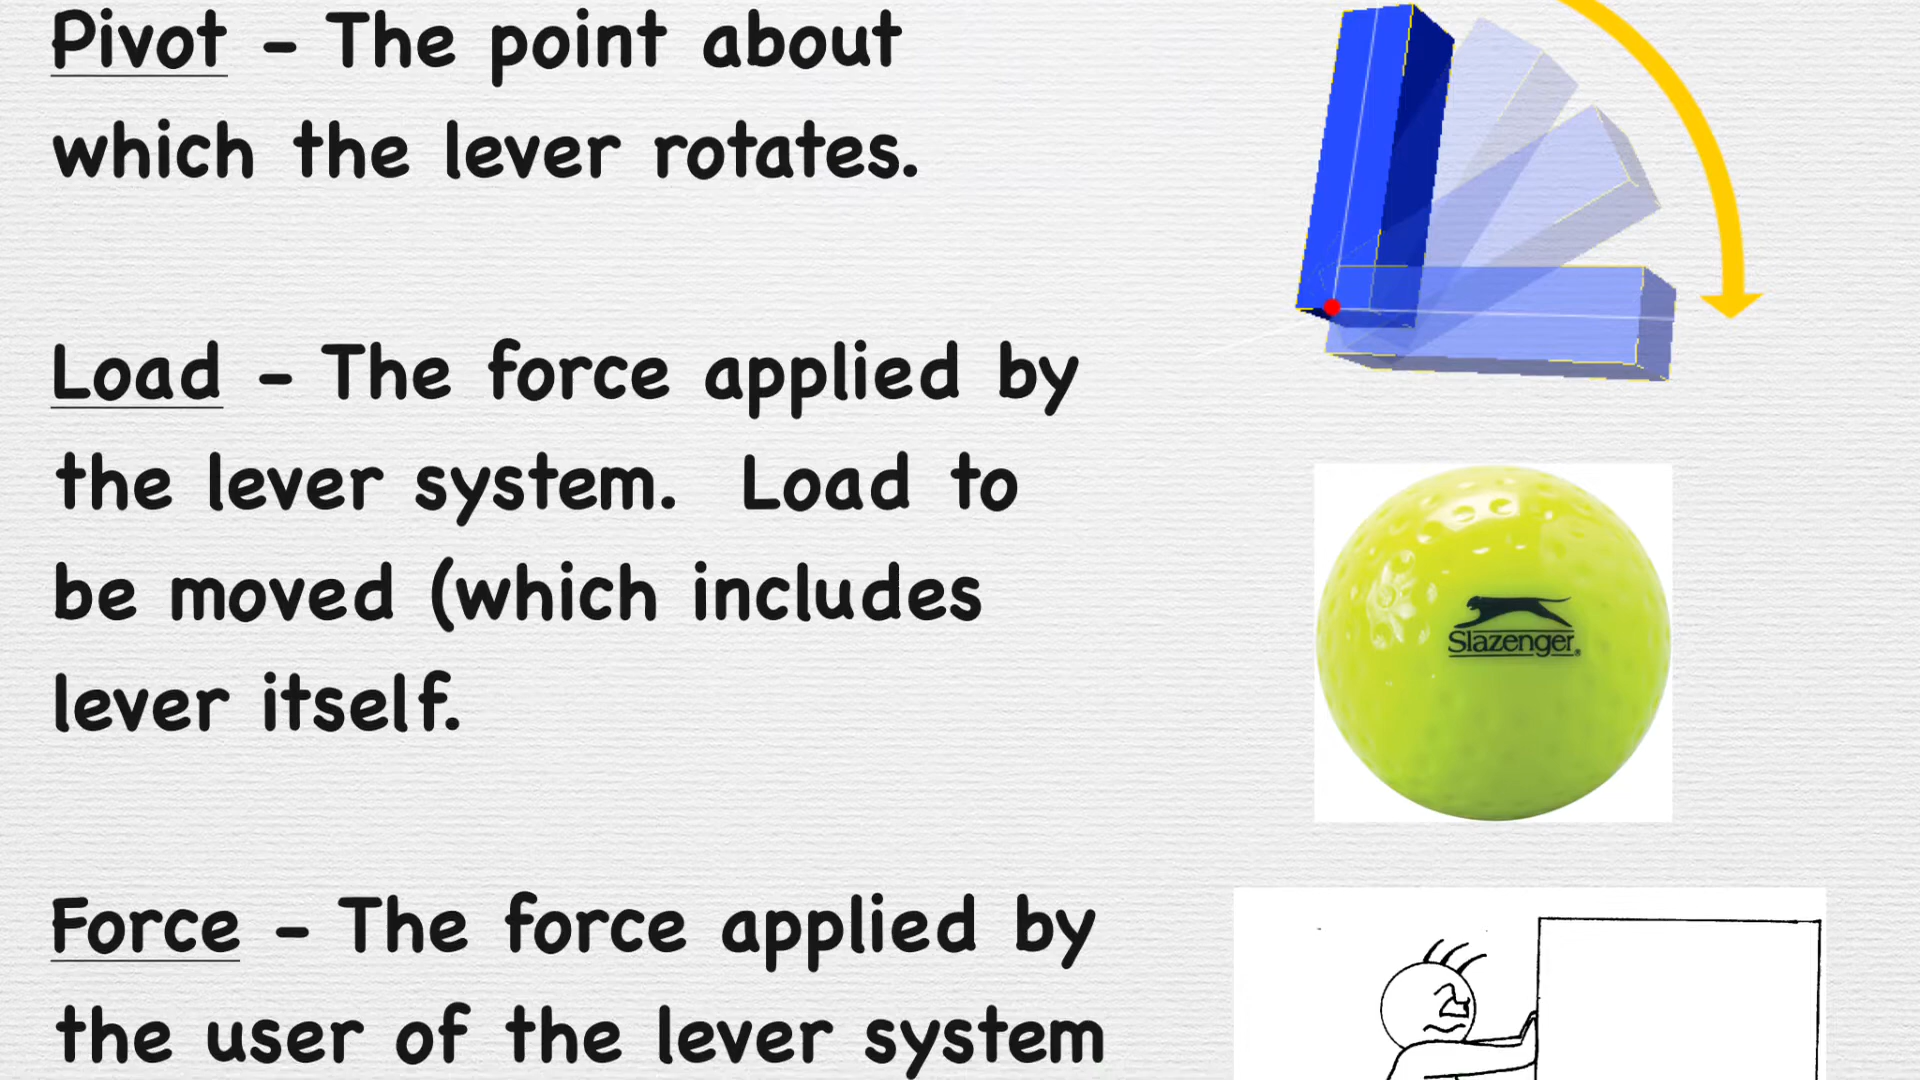 Pivot - The point about
which the lever rotates.
Load - The force applied by
the lever system. Load to
be moved (which includes
lever itself.
Slazenger
Force - The force applied by
the user of the lever system